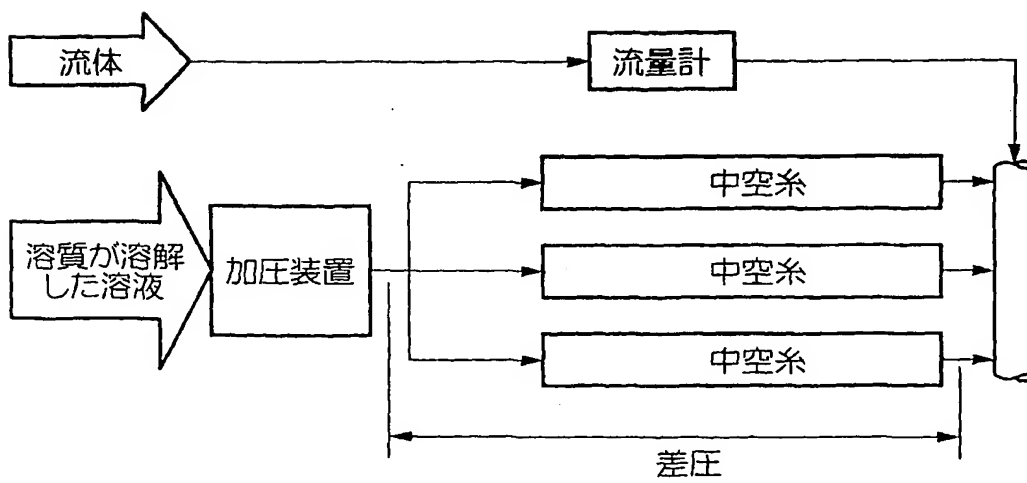 流体
流量計
中空糸
溶質が溶解
した溶液
加圧装置
中空糸
中空糸
差圧